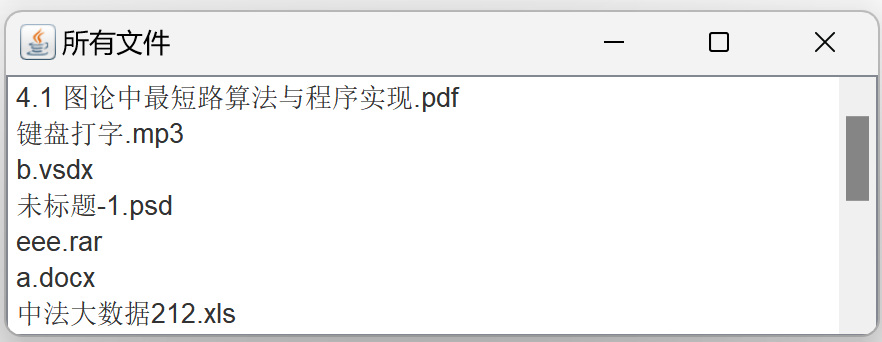 所有文件
4.1 图论中最短路算法与程序实现.pdf
键盘打字.mp3
b.vsdx
未标题-1.psd
eee.rar
a.docx
中法大数据212.xls